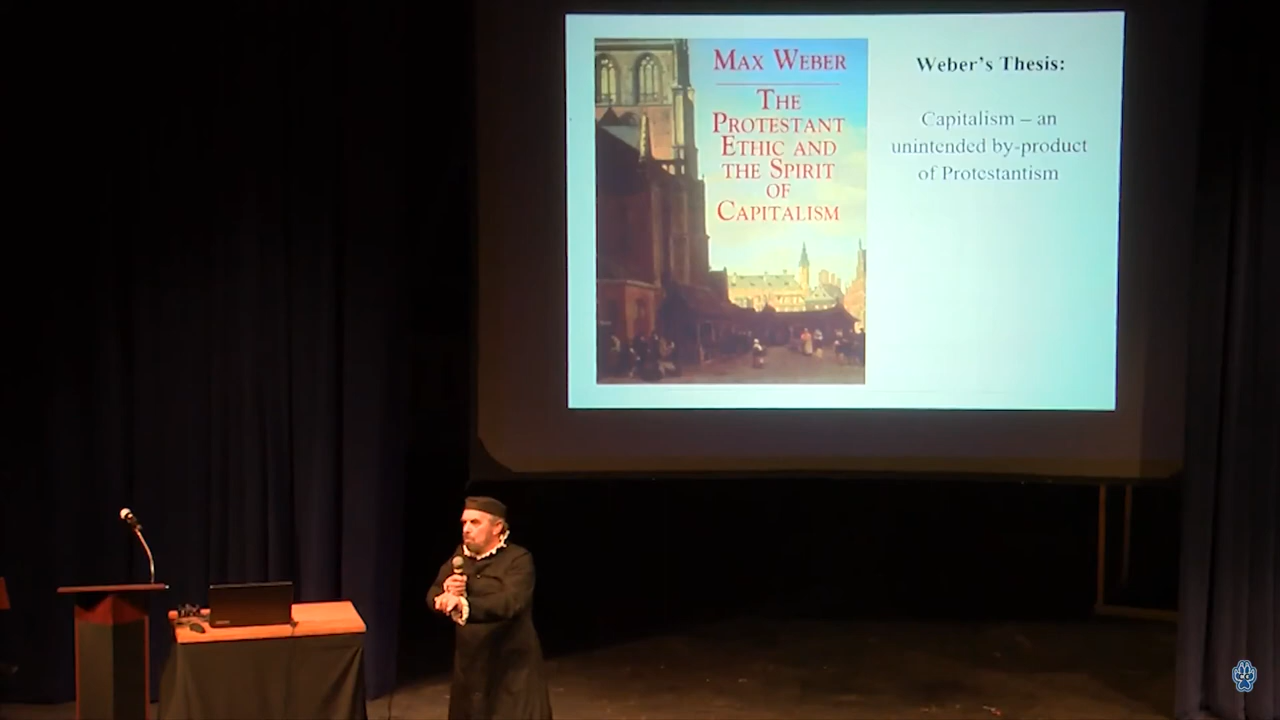 MAX WEBER
THE
PROTESTANT
ETHIC AND
THE SPIRIT
OF
CAPITALISM
Weber's Thesis:
Capitalism – an
unintended by-product
of Protestantism